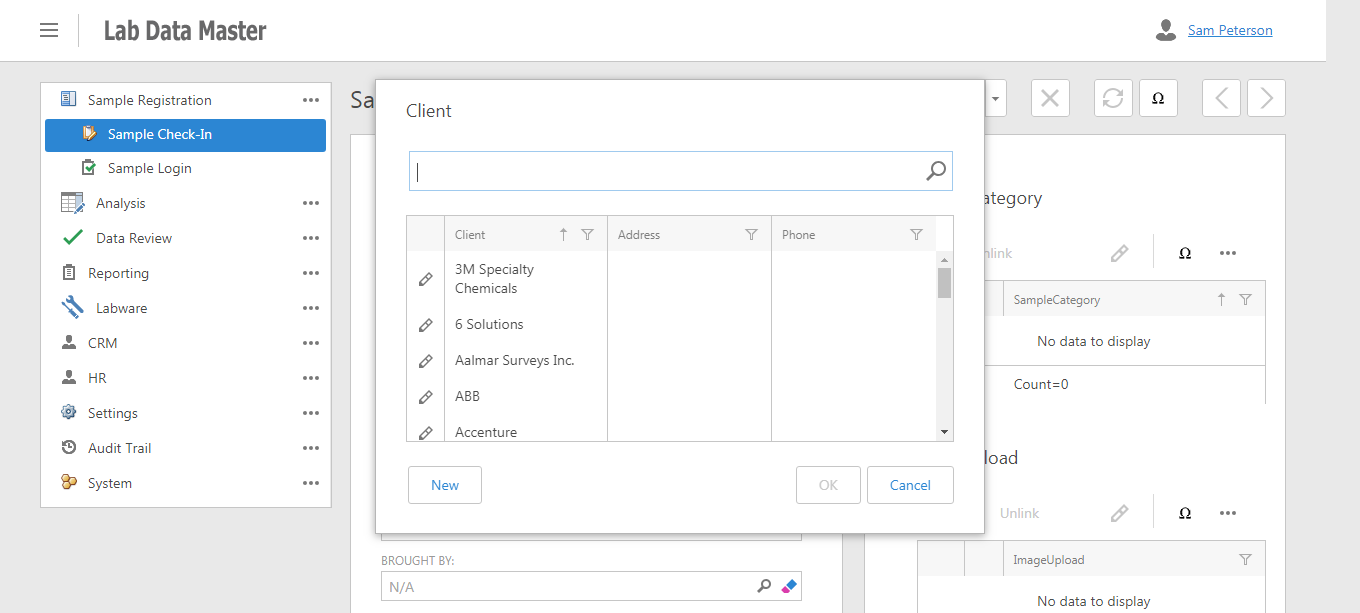 Lab Data Master
Sam Peterson
Sample Registration
Sample Check-In
Sample Login
Analysis
Data Review
Reporting
Labware
CRM
HR
Settings
Audit Trail
System
Sa
Client
Client
Address
Phone
3M Specialty
Chemicals
6 Solutions
Aalmar Surveys Inc.
ABB
Accenture
New
OK
Cancel
BROUGHT BY:
N/A
Ω
ategory
nlink
Ω
SampleCategory
No data to display
Count=0
load
Unlink
Ω
ImageUpload
No data to display